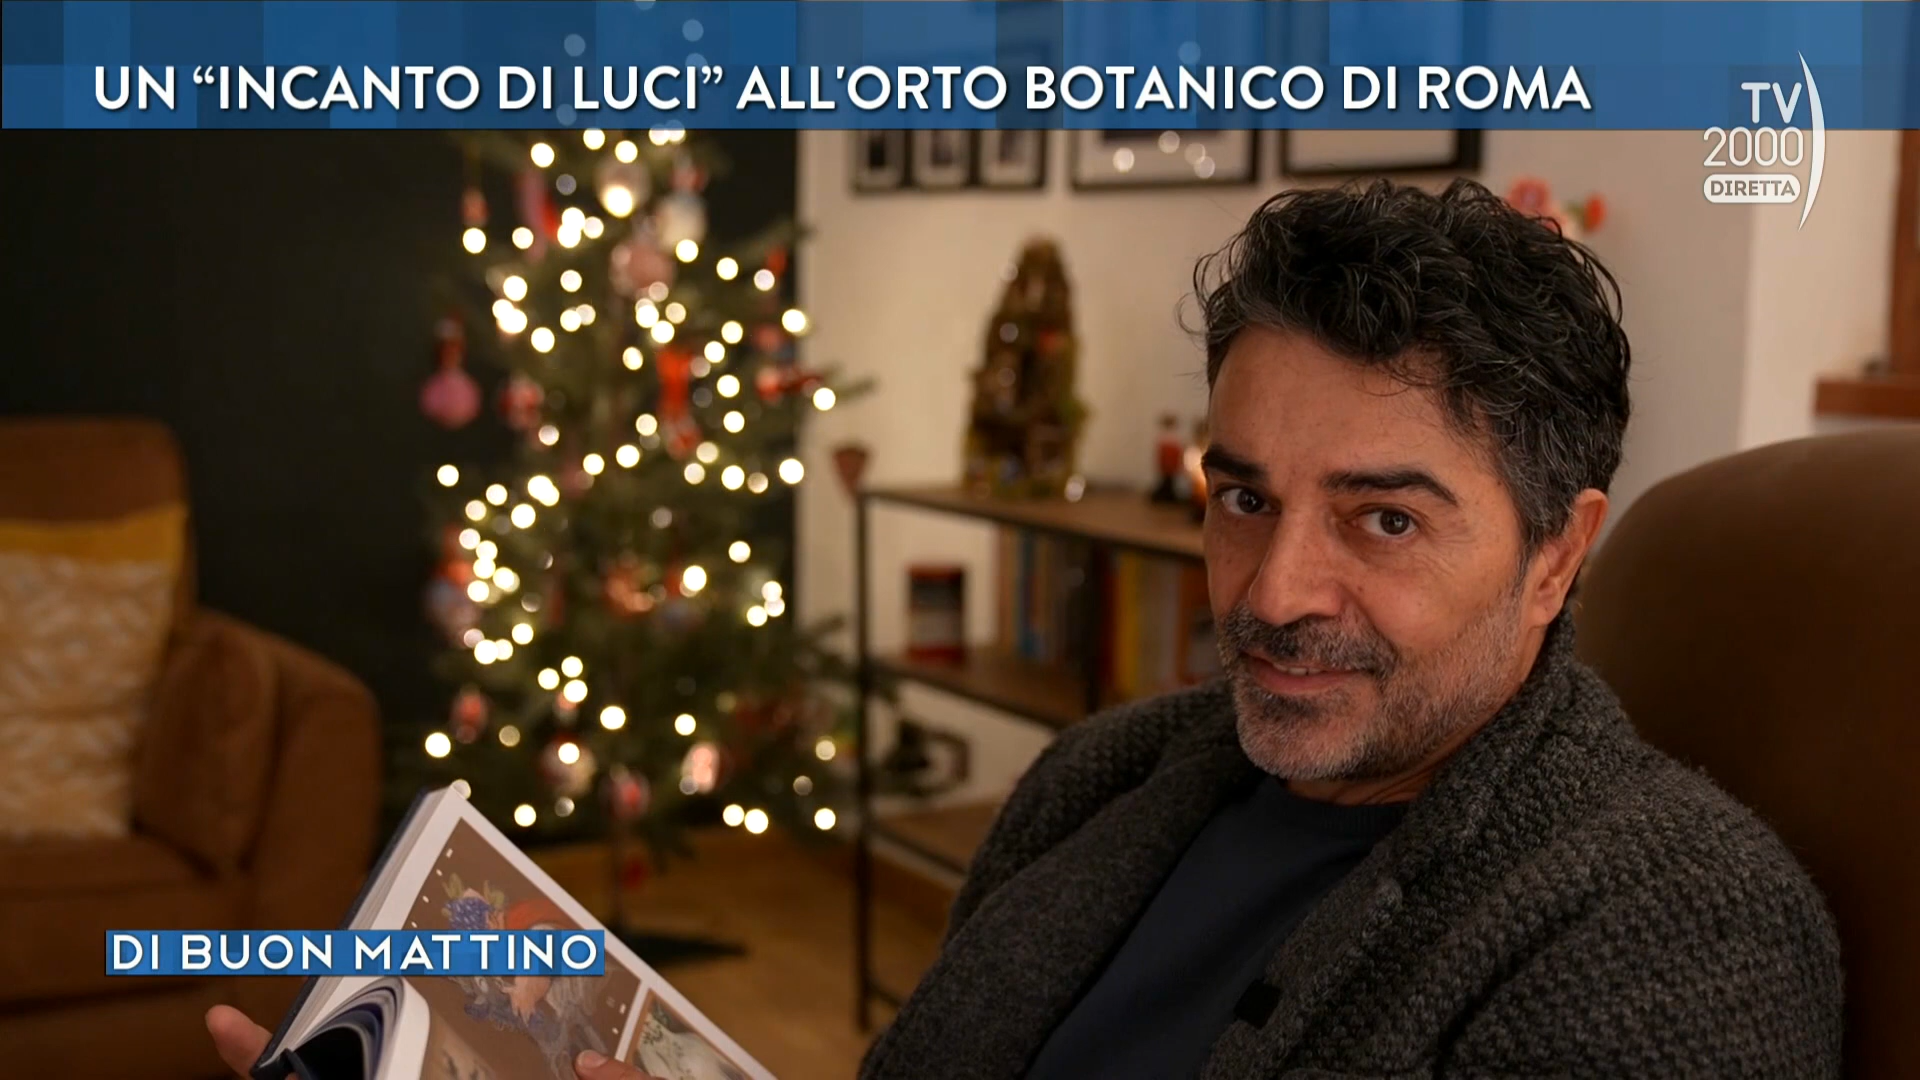 UN “INCANTO DI LUCI” ALL'ORTO BOTANICO DI ROMA
TV
2000
DIRETTA
DI BUON MATTINO